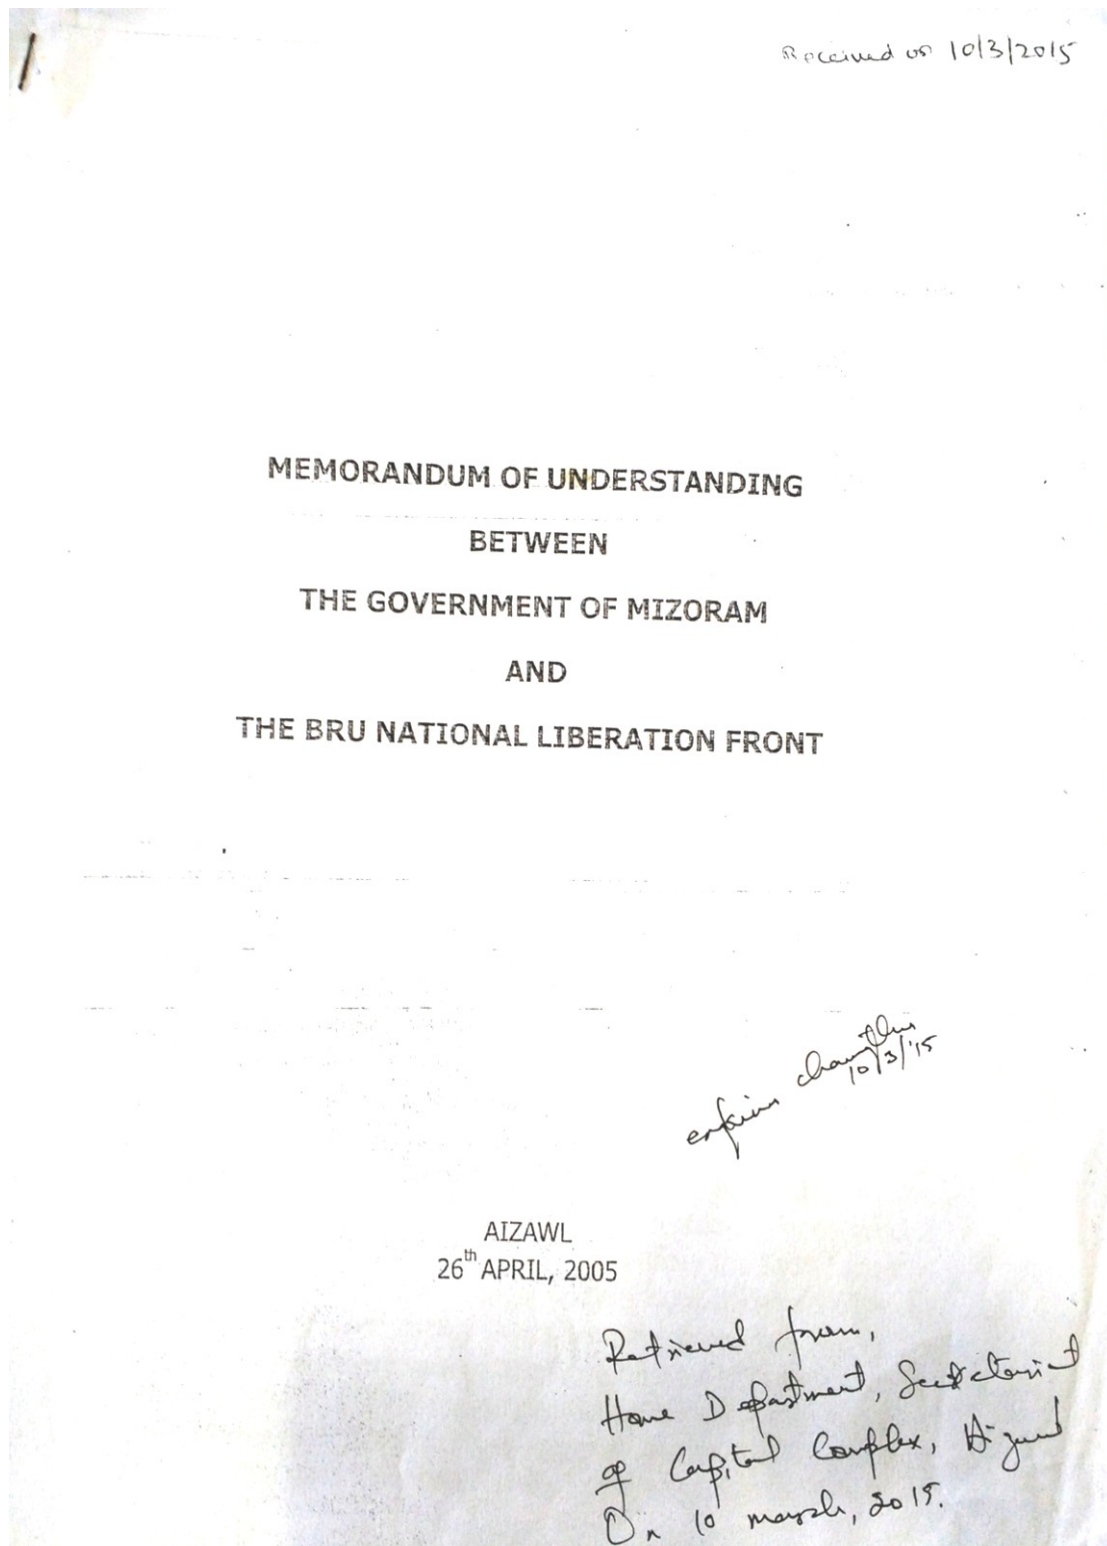 Received on 10/3/2015
MEMORANDUM OF UNDERSTANDING
BETWEEN
THE GOVERNMENT OF MIZORAM
AND
THE BRU NATIONAL LIBERATION FRONT
10/3/'15
AIZAWL
26th APRIL, 2005
Retrieved from,
Home Department, Secretariat
of Capital Complex, Aizawl
On 10 march, 2015.